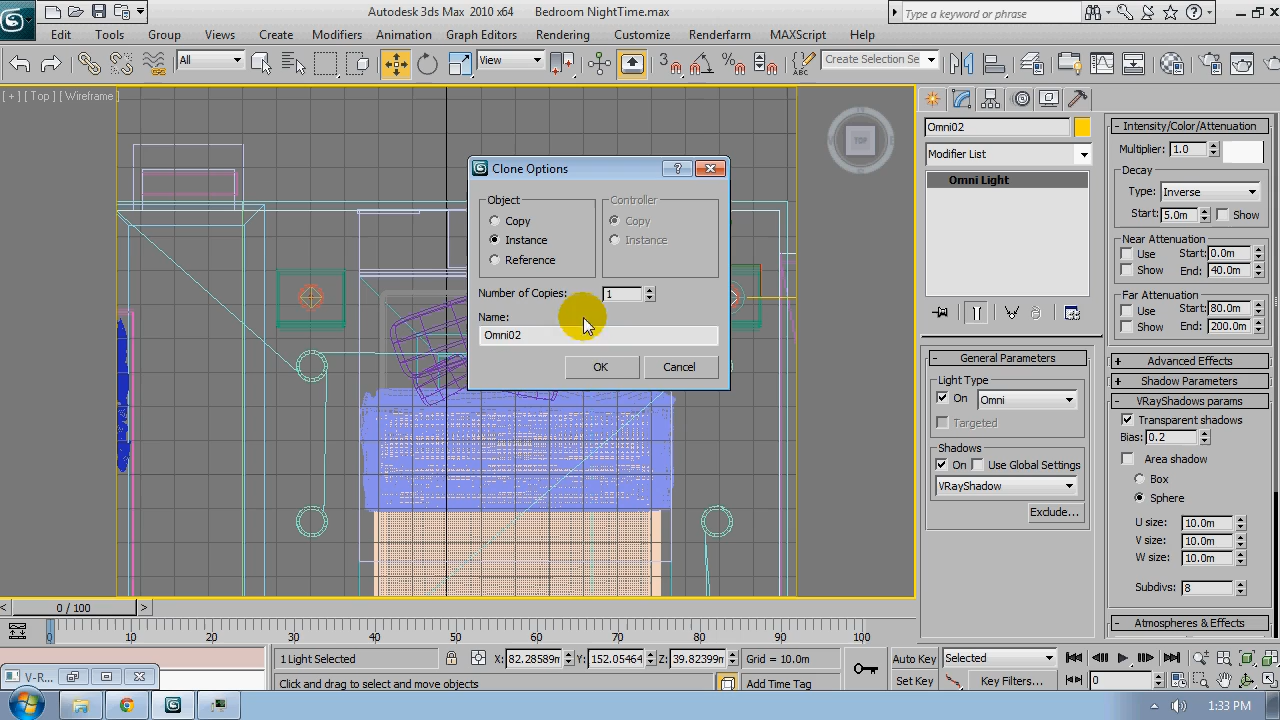 Autodesk 3ds Max 2010 x64 Bedroom NightTime.max
Type a keyword or phrase
Edit Tools Group Views Create Modifiers Animation Graph Editors Rendering Customize Renderfarm MAXScript Help
All View Create Selection Se
[ + ] [ Top ] [ Wireframe ]
TOP
Clone Options
Object
Copy
Instance
Reference
Controller
Copy
Instance
Number of Copies: 1
Name:
Omni02
OK Cancel
Omni02
Modifier List
Omni Light
- General Parameters
Light Type
On Omni
Targeted
Shadows
On Use Global Settings
VRayShadow
Exclude...
- Intensity/Color/Attenuation
Multiplier: 1.0
Decay
Type: Inverse
Start: 5.0m Show
Near Attenuation
Use Start: 0.0m
Show End: 40.0m
Far Attenuation
Use Start: 80.0m
Show End: 200.0m
+ Advanced Effects
+ Shadow Parameters
- VRayShadows params
Transparent shadows
Bias: 0.2
Area shadow
Box
Sphere
U size: 10.0m
V size: 10.0m
W size: 10.0m
Subdivs: 8
- Atmospheres & Effects
< 0 / 100 >
0 10 20 30 40 50 60 70 80 90 100
1 Light Selected X: 82.28589m Y: 152.05464 Z: 39.82399m Grid = 10.0m Auto Key Selected
Click and drag to select and move objects Add Time Tag Set Key Key Filters... 0
V-R...
1:33 PM